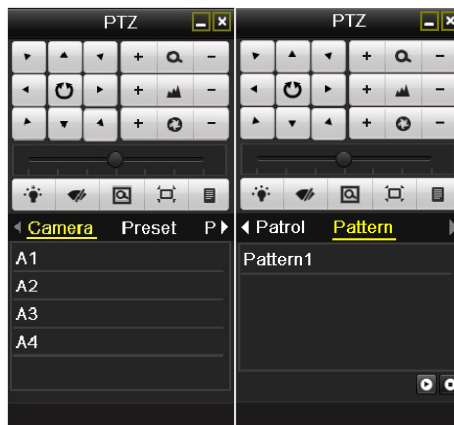 PTZ
Camera Preset P
A1
A2
A3
A4
PTZ
Patrol Pattern
Pattern1